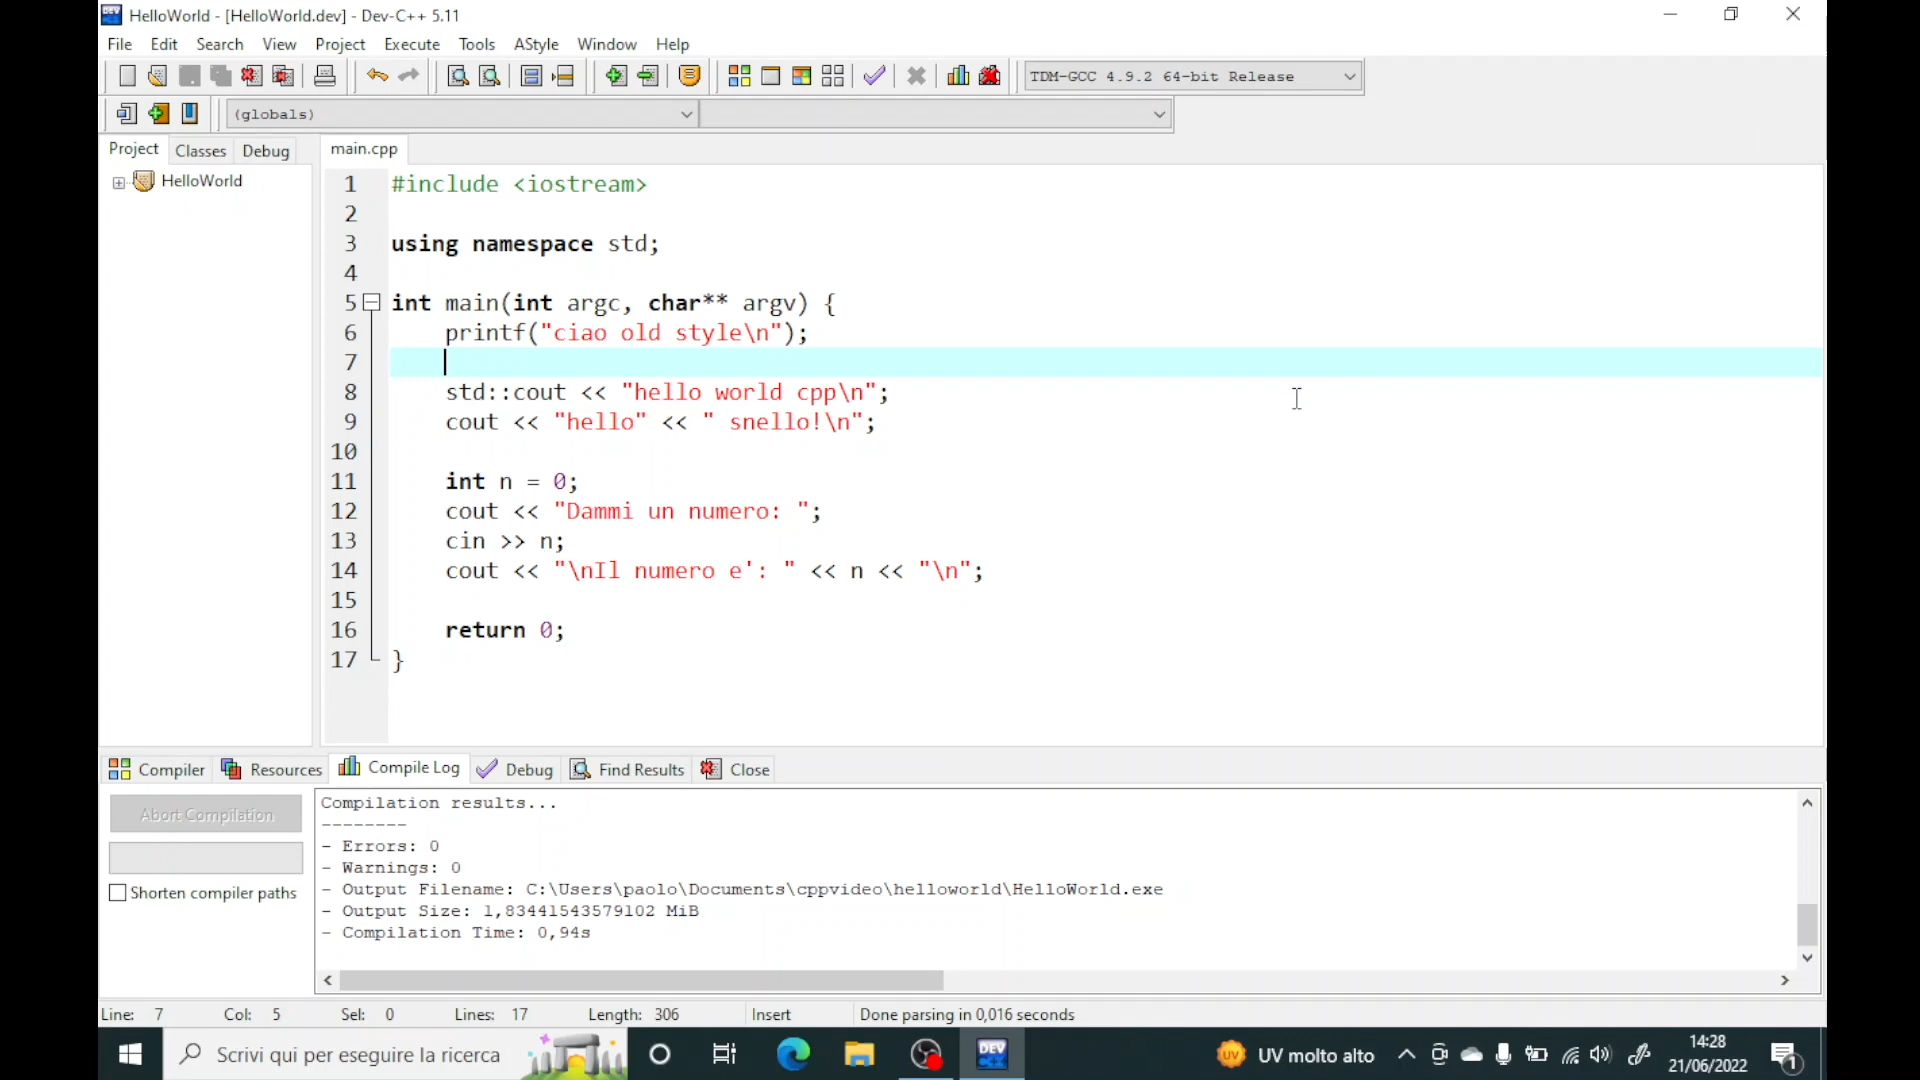 HelloWorld - [HelloWorld.dev] - Dev-C++ 5.11
File Edit Search View Project Execute Tools AStyle Window Help
TDM-GCC 4.9.2 64-bit Release
(globals)
Project Classes Debug
main.cpp
HelloWorld
1 #include <iostream>
2
3 using namespace std;
4
5 int main(int argc, char** argv) {
6 printf("ciao old style\n");
7
8 std::cout << "hello world cpp\n";
9 cout << "hello" << " snello!\n";
10
11 int n = 0;
12 cout << "Dammi un numero: ";
13 cin >> n;
14 cout << "\nIl numero e': " << n << "\n";
15
16 return 0;
17 }
Compiler Resources Compile Log Debug Find Results Close
Abort Compilation
Shorten compiler paths
Compilation results...
--------
- Errors: 0
- Warnings: 0
- Output Filename: C:\Users\paolo\Documents\cppvideo\helloworld\HelloWorld.exe
- Output Size: 1,83441543579102 MiB
- Compilation Time: 0,94s
Line: 7 Col: 5 Sel: 0 Lines: 17 Length: 306 Insert Done parsing in 0,016 seconds
Scrivi qui per eseguire la ricerca
DEV
UV
UV molto alto
14:28
21/06/2022
1